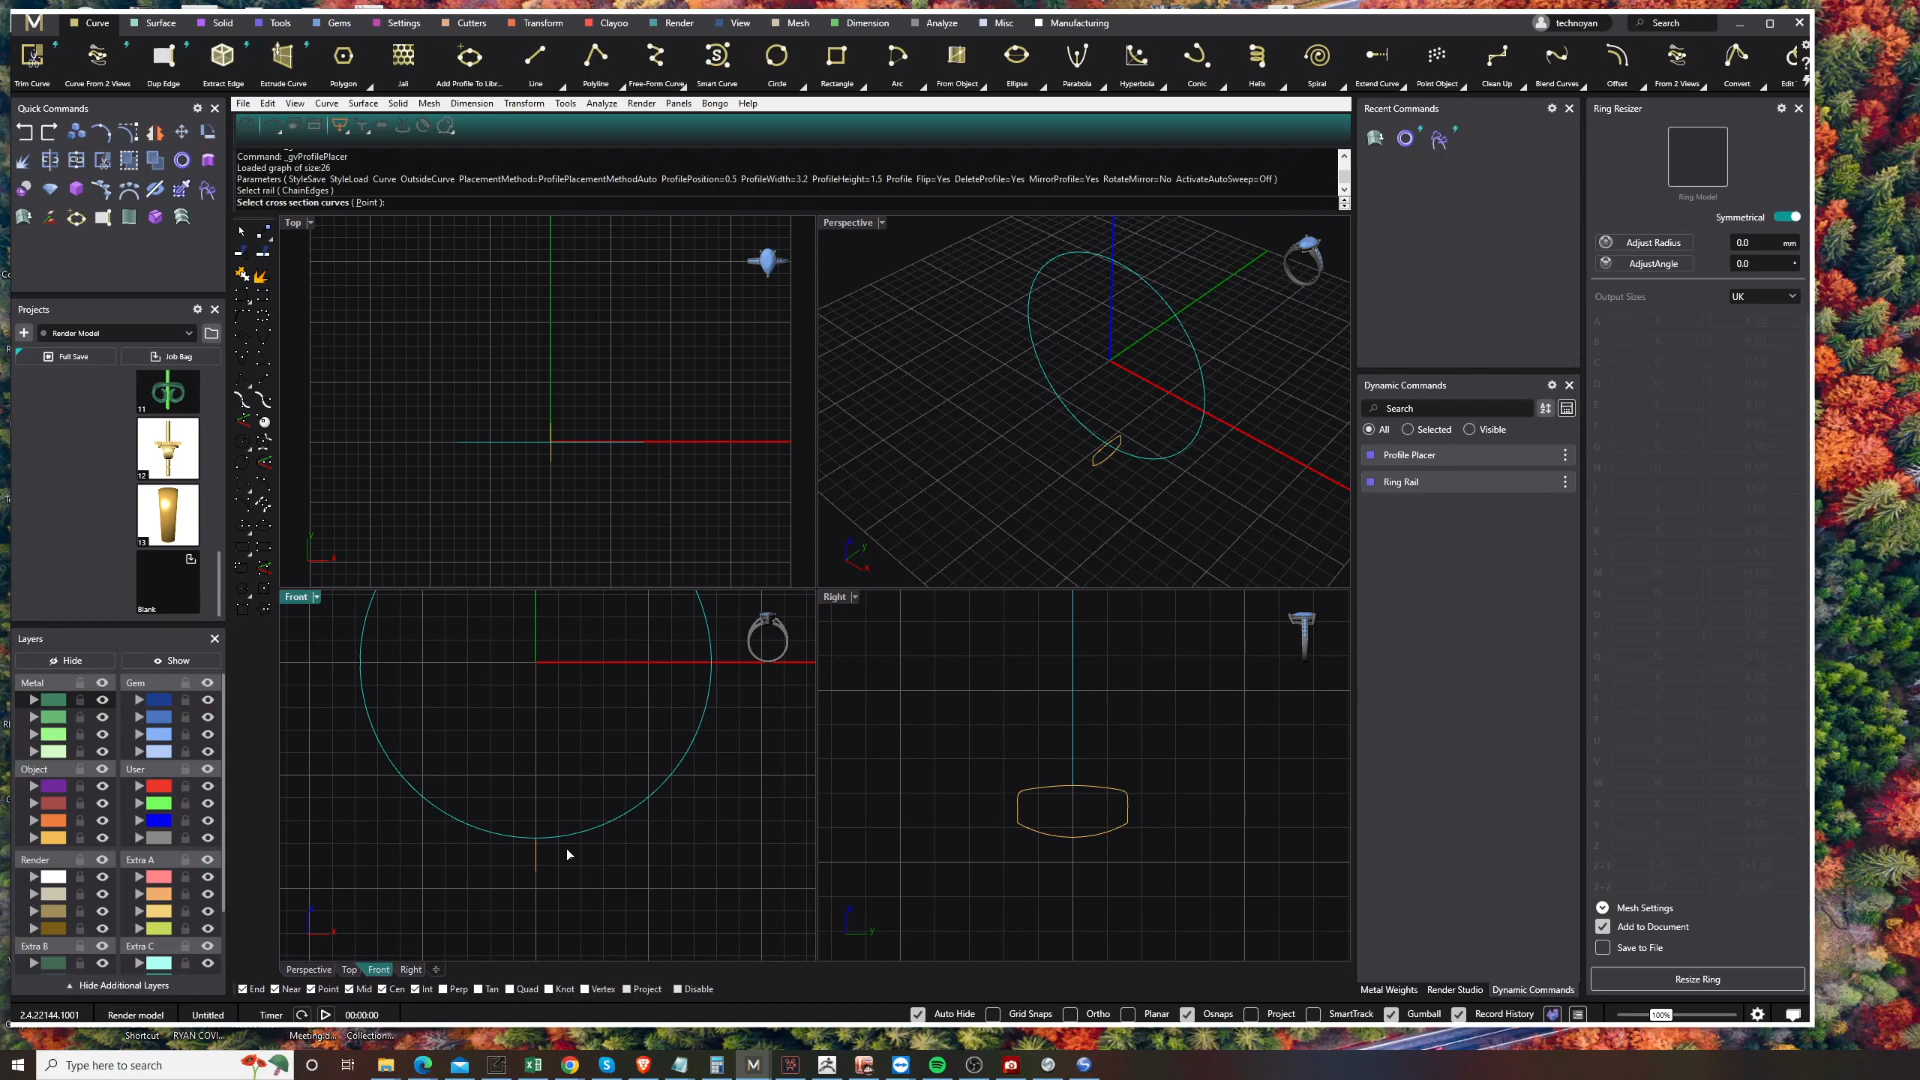 Curve Surface Solid Tools Gems Settings Cutters Transform Clayoo Render View Mesh Dimension Analyze Misc Manufacturing technoyan Search
Trim Curve Curve From 2 Views Dup Edge Extract Edge Extrude Curve Polygon Jali Add Profile To Libr... Line Polyline Free-Form Curve Smart Curve Circle Rectangle Arc From Object Ellipse Parabola Hyperbola Conic Helix Spiral Extend Curve Point Object Clean Up Blend Curves Offset From 2 Views Convert Edit
Quick Commands
File Edit View Curve Surface Solid Mesh Dimension Transform Tools Analyze Render Panels Bongo Help
Recent Commands
Ring Resizer
Command: _gvProfilePlacer
Loaded graph of size:26
Parameters ( StyleSave StyleLoad Curve OutsideCurve PlacementMethod=ProfilePlacementMethodAuto ProfilePosition=0.5 ProfileWidth=3.2 ProfileHeight=1.5 Profile Flip=Yes DeleteProfile=Yes MirrorProfile=Yes RotateMirror=No ActivateAutoSweep=Off )
Select rail ( ChainEdges )
Select cross section curves ( Point ):
Ring Model
Symmetrical
Adjust Radius 0.0 mm
AdjustAngle 0.0 °
Output Sizes UK
Top
Perspective
Projects
Render Model
Full Save Job Bag
11
12
13
Blank
Dynamic Commands
Search
All Selected Visible
Profile Placer
Ring Rail
y
x
z
y
x
Front
Right
Layers
Hide Show
Metal Gem
Object User
Render Extra A
Extra B Extra C
Hide Additional Layers
z
x
z
y
Perspective Top Front Right
End Near Point Mid Cen Int Perp Tan Quad Knot Vertex Project Disable
Mesh Settings
Add to Document
Save to File
Resize Ring
Metal Weights Render Studio Dynamic Commands
2.4.22144.1001 Render model Untitled Timer 00:00:00 Auto Hide Grid Snaps Ortho Planar Osnaps Project SmartTrack Gumball Record History 100%
Shortcut RYAN COVI... Meeting.d... Collection...
Type here to search